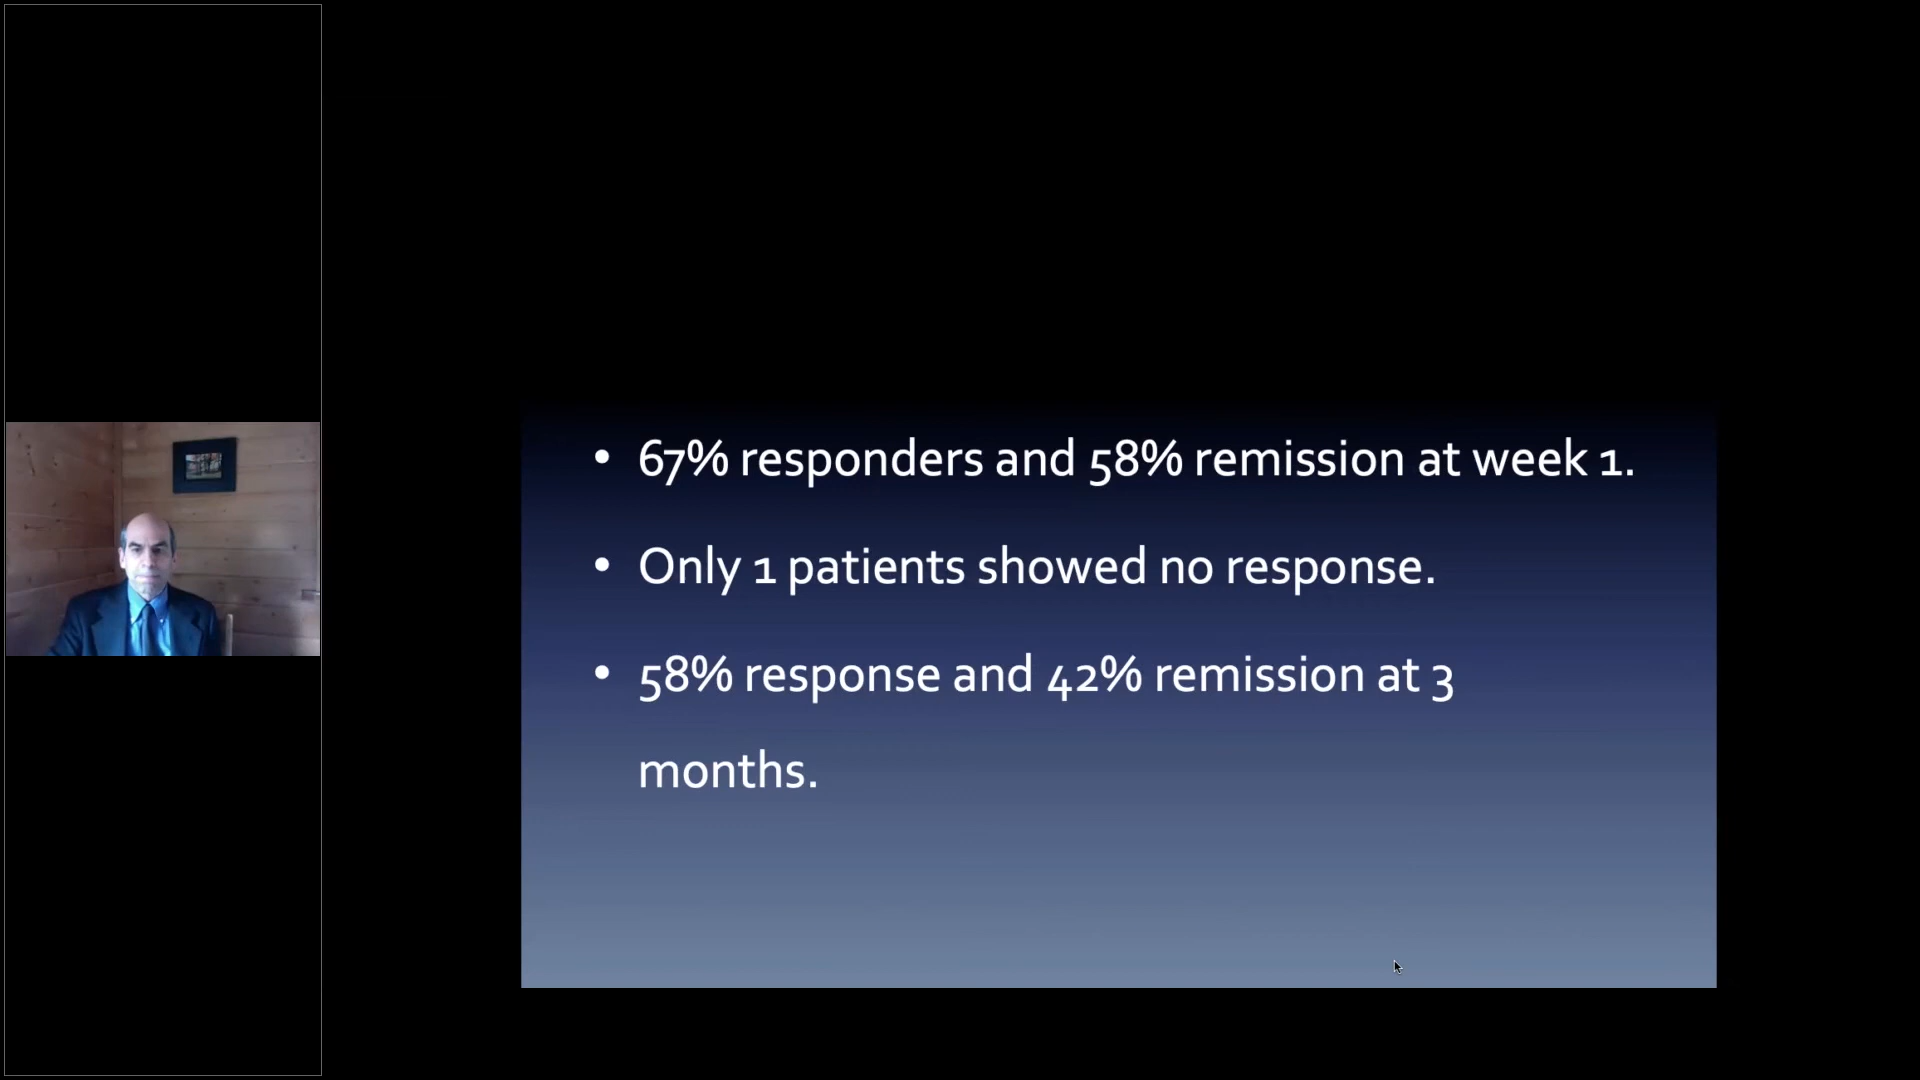 • 67% responders and 58% remission at week 1.
• Only 1 patients showed no response.
• 58% response and 42% remission at 3
months.